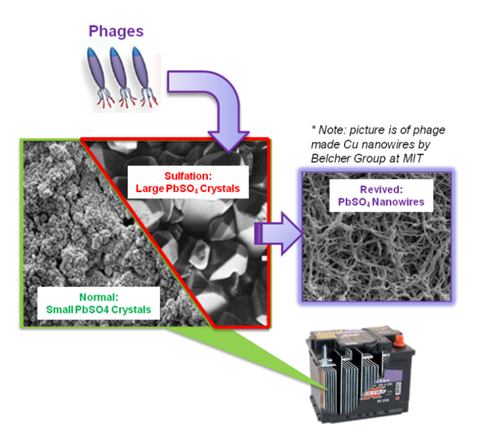 Phages
* Note: picture is of phage
made Cu nanowires by
Belcher Group at MIT
Sulfation:
Large PbSO₄ Crystals
Revived:
PbSO₄ Nanowires
Normal:
Small PbSO4 Crystals